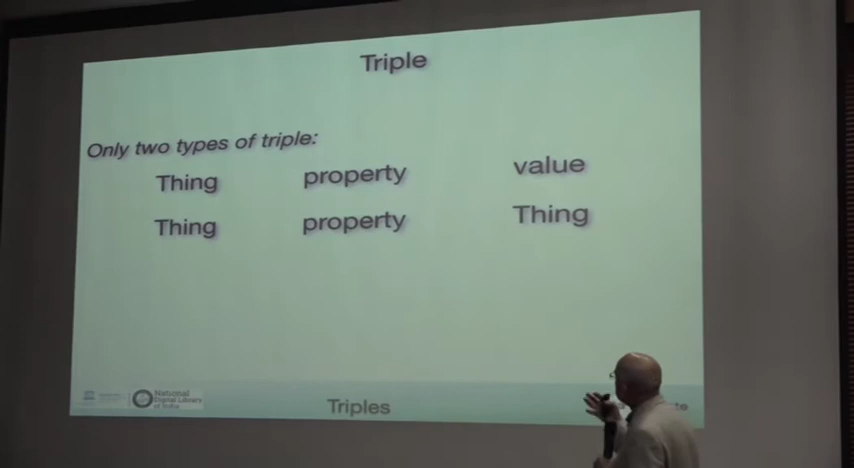 Triple
Only two types of triple:
Thing property value
Thing property Thing
National
Digital Library
of India
Triples